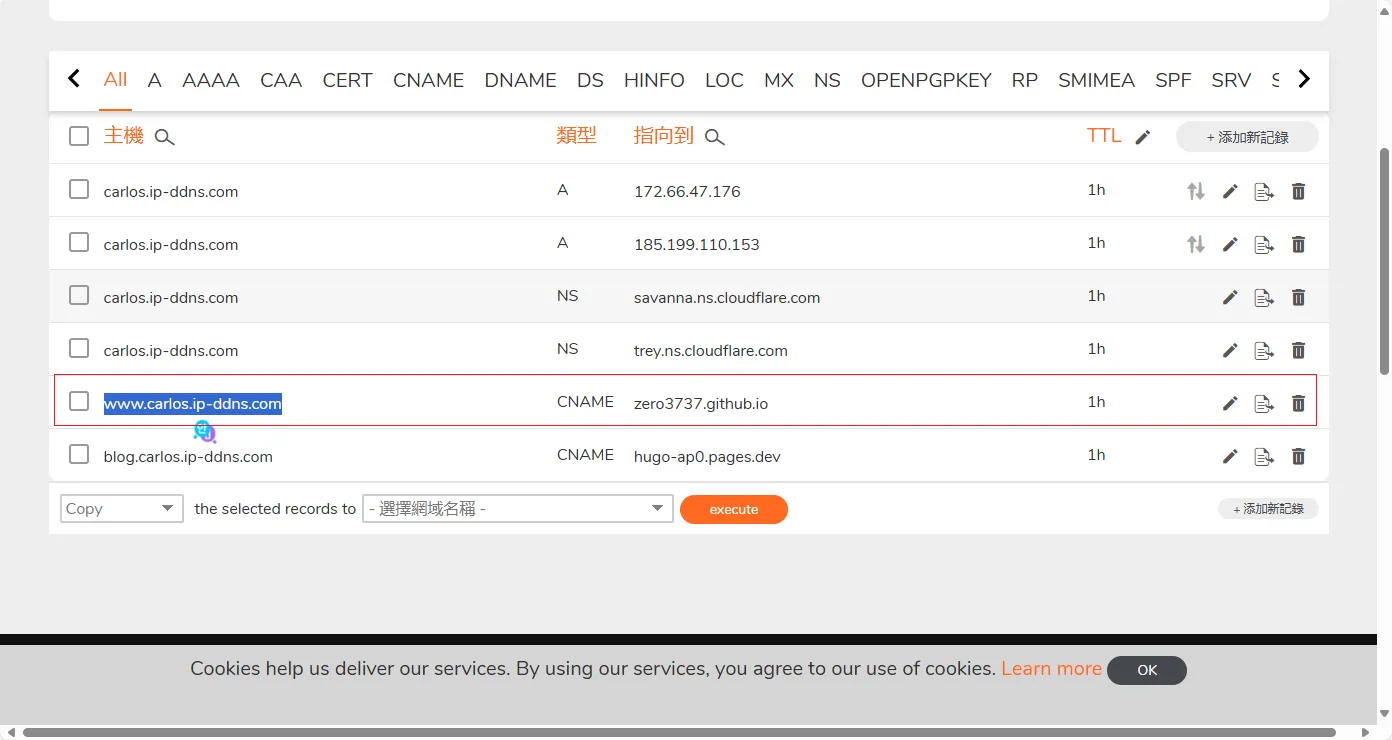 All A AAAA CAA CERT CNAME DNAME DS HINFO LOC MX NS OPENPGPKEY RP SMIMEA SPF SRV
主機 類型 指向到 TTL + 添加新記錄
carlos.ip-ddns.com A 172.66.47.176 1h
carlos.ip-ddns.com A 185.199.110.153 1h
carlos.ip-ddns.com NS savanna.ns.cloudflare.com 1h
carlos.ip-ddns.com NS trey.ns.cloudflare.com 1h
www.carlos.ip-ddns.com CNAME zero3737.github.io 1h
blog.carlos.ip-ddns.com CNAME hugo-ap0.pages.dev 1h
Copy the selected records to - 選擇網域名稱 - execute + 添加新記錄
Cookies help us deliver our services. By using our services, you agree to our use of cookies. Learn more OK